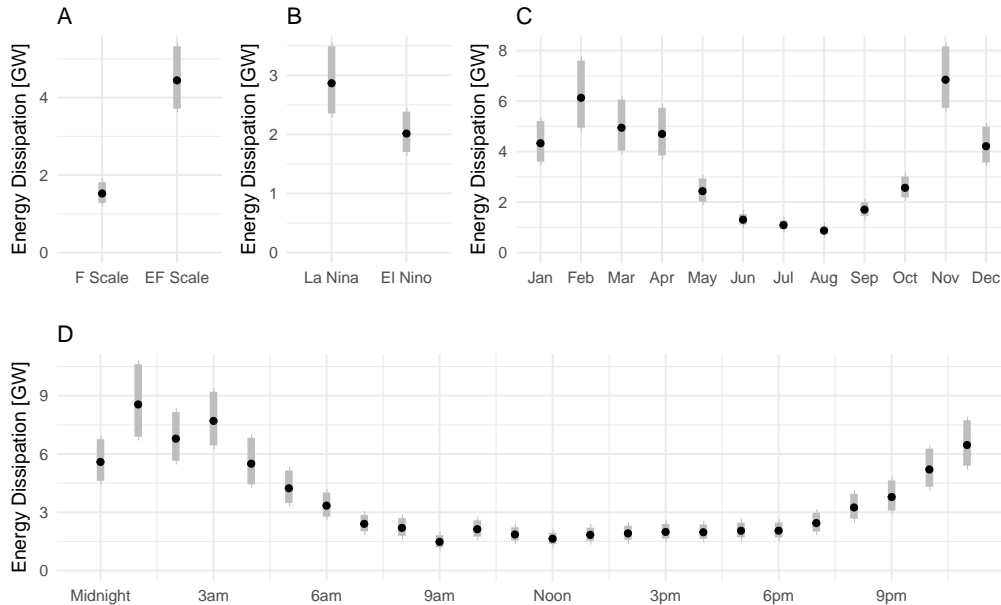 A
Energy Dissipation [GW]
4
2
0
F Scale EF Scale
B
Energy Dissipation [GW]
3
2
1
0
La Nina El Nino
C
Energy Dissipation [GW]
8
6
4
2
0
Jan Feb Mar Apr May Jun Jul Aug Sep Oct Nov Dec
D
Energy Dissipation [GW]
9
6
3
0
Midnight 3am 6am 9am Noon 3pm 6pm 9pm